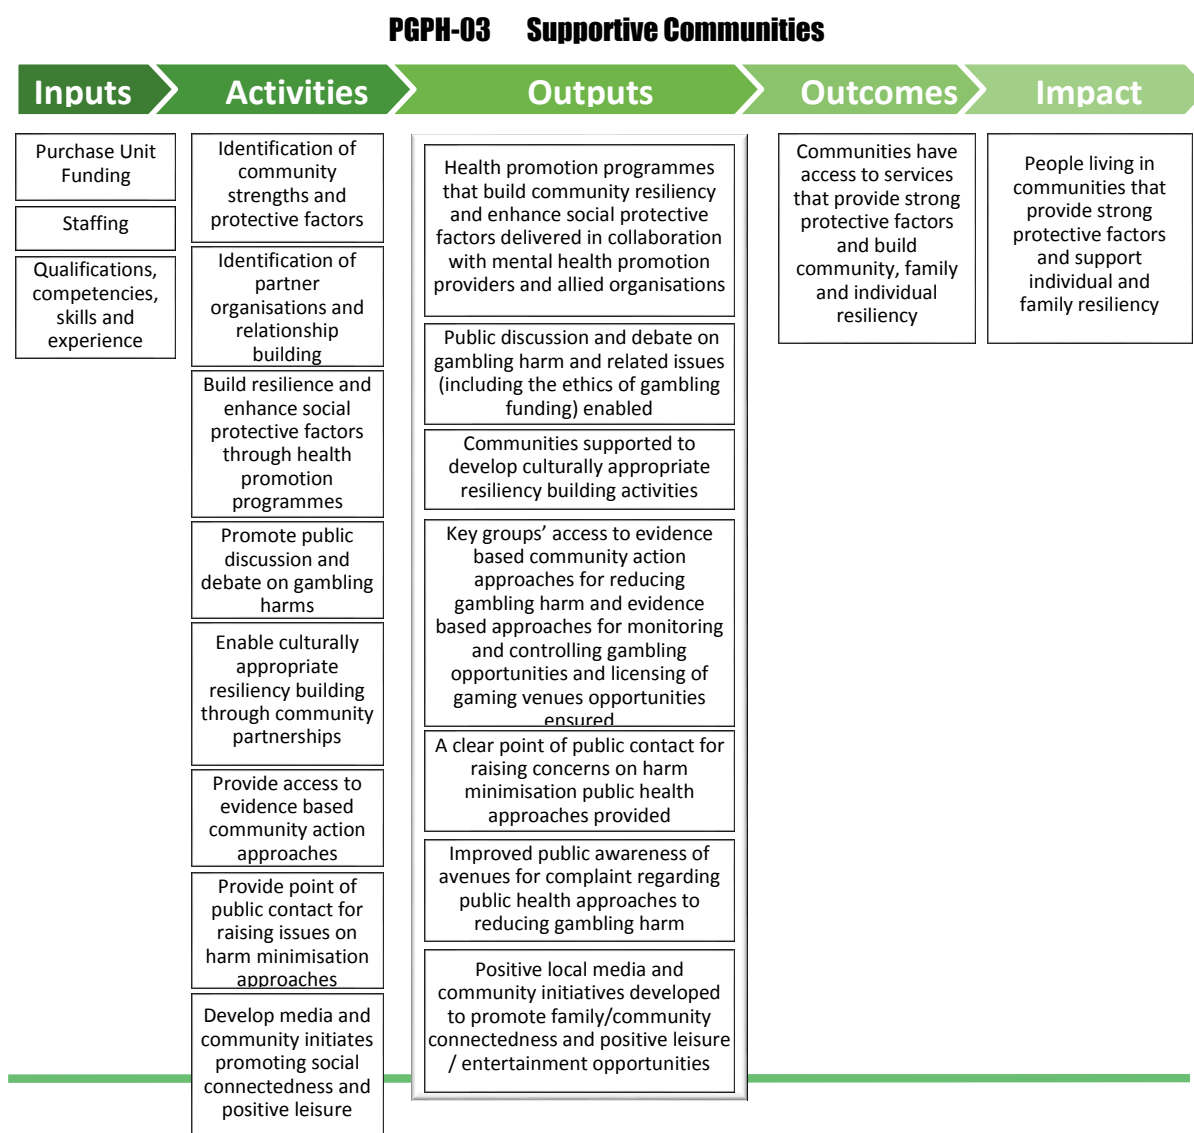 PGPH-03 Supportive Communities
Inputs
Activities
Outputs
Outcomes
Impact
Purchase Unit
Funding
Staffing
Qualifications,
competencies,
skills and
experience
Identification of
community
strengths and
protective factors
Identification of
partner
organisations and
relationship
building
Build resilience and
enhance social
protective factors
through health
promotion
programmes
Promote public
discussion and
debate on gambling
harms
Enable culturally
appropriate
resiliency building
through community
partnerships
Provide access to
evidence based
community action
approaches
Provide point of
public contact for
raising issues on
harm minimisation
approaches
Develop media and
community initiates
promoting social
connectedness and
positive leisure
Health promotion programmes
that build community resiliency
and enhance social protective
factors delivered in collaboration
with mental health promotion
providers and allied organisations
Public discussion and debate on
gambling harm and related issues
(including the ethics of gambling
funding) enabled
Communities supported to
develop culturally appropriate
resiliency building activities
Key groups’ access to evidence
based community action
approaches for reducing
gambling harm and evidence
based approaches for monitoring
and controlling gambling
opportunities and licensing of
gaming venues opportunities
ensured
A clear point of public contact for
raising concerns on harm
minimisation public health
approaches provided
Improved public awareness of
avenues for complaint regarding
public health approaches to
reducing gambling harm
Positive local media and
community initiatives developed
to promote family/community
connectedness and positive leisure
/ entertainment opportunities
Communities have
access to services
that provide strong
protective factors
and build
community, family
and individual
resiliency
People living in
communities that
provide strong
protective factors
and support
individual and
family resiliency